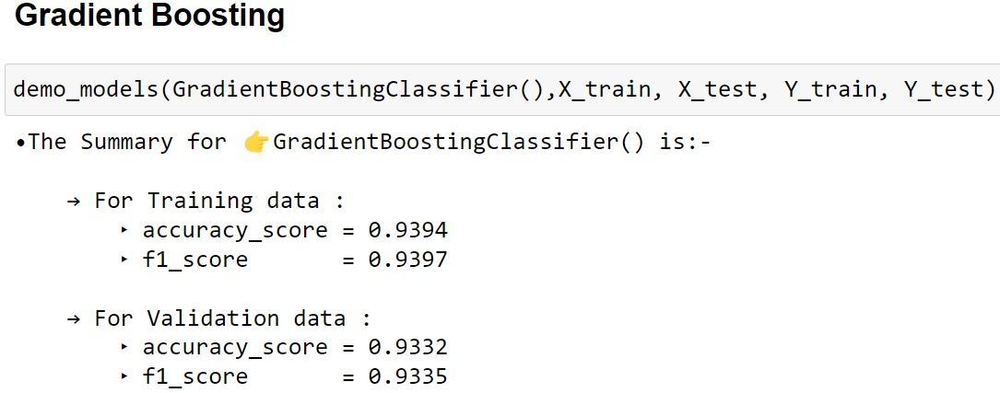 Gradient Boosting
demo_models(GradientBoostingClassifier(),X_train, X_test, Y_train, Y_test)
•The Summary for 👉GradientBoostingClassifier() is:-
→ For Training data :
‣ accuracy_score = 0.9394
‣ f1_score = 0.9397
→ For Validation data :
‣ accuracy_score = 0.9332
‣ f1_score = 0.9335